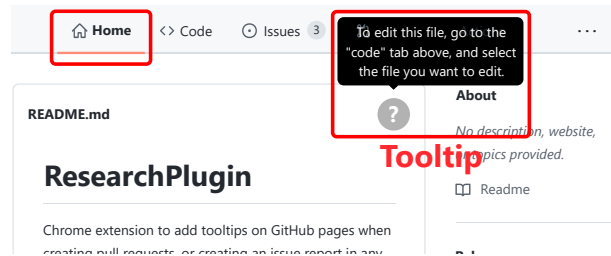 Home
Code
Issues 3
To edit this file, go to the
"code" tab above, and select
the file you want to edit.
...
README.md
?
Tooltip
ResearchPlugin
Chrome extension to add tooltips on GitHub pages when
creating pull requests, or creating an issue report in any
About
No description, website,
topics provided.
Readme